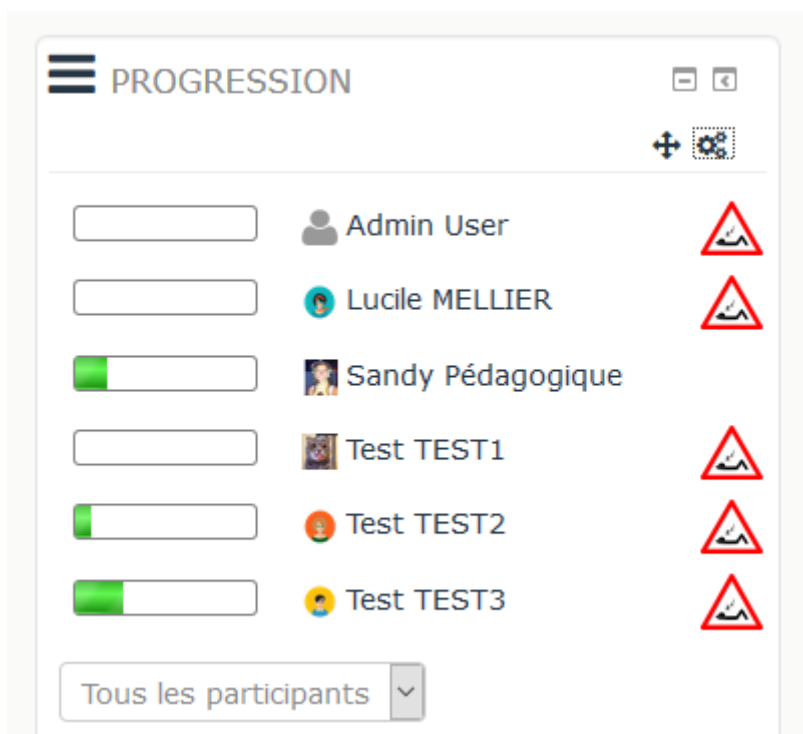 PROGRESSION
Admin User
Lucile MELLIER
Sandy Pédagogique
Test TEST1
Test TEST2
Test TEST3
Tous les participants